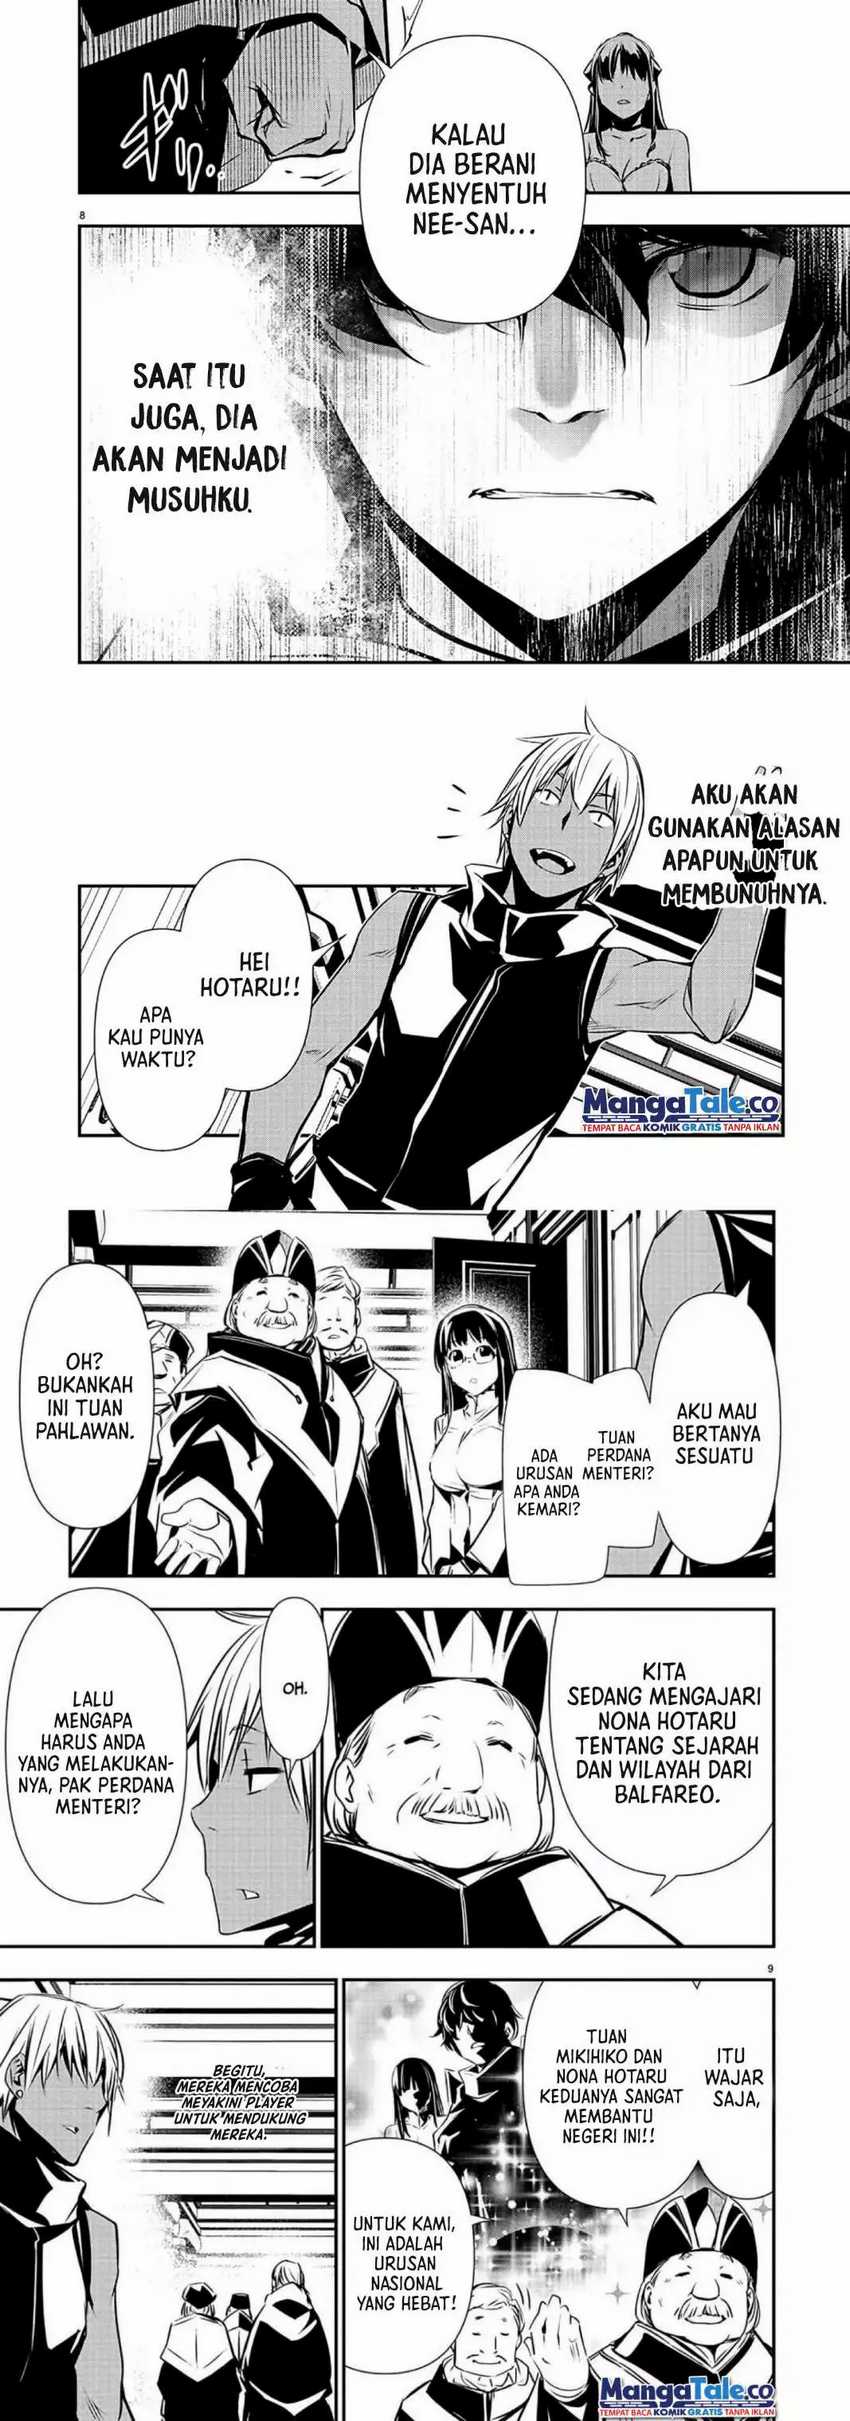 KALAU
DIA BERANI
MENYENTUH
NEE-SAN...
8
SAAT ITU
JUGA, DIA
AKAN MENJADI
MUSUHKU.
AKU AKAN
GUNAKAN ALASAN
APAPUN UNTUK
MEMBUNUHNYA.
HEI
HOTARU!!
APA
KAU PUNYA
WAKTU?
MangaTale.co
TEMPAT BACA KOMIK GRATIS TANPA IKLAN
AKU MAU
BERTANYA
SESUATU
TUAN
PERDANA
MENTERI?
ADA
URUSAN
APA ANDA
KEMARI?
OH?
BUKANKAH
INI TUAN
PAHLAWAN.
KITA
SEDANG MENGAJARI
NONA HOTARU
TENTANG SEJARAH
DAN WILAYAH DARI
BALFAREO.
OH.
LALU
MENGAPA
HARUS ANDA
YANG MELAKUKAN-
NYA, PAK PERDANA
MENTERI?
9
ITU
WAJAR
SAJA,
TUAN
MIKIHIKO DAN
NONA HOTARU
KEDUANYA SANGAT
MEMBANTU
NEGERI INI!!
UNTUK KAMI,
INI ADALAH
URUSAN
NASIONAL
YANG HEBAT!
BEGITU,
MEREKA MENCOBA
MEYAKINI PLAYER
UNTUK MENDUKUNG
MEREKA.
MangaTale.co
TEMPAT BACA KOMIK GRATIS TANPA IKLAN